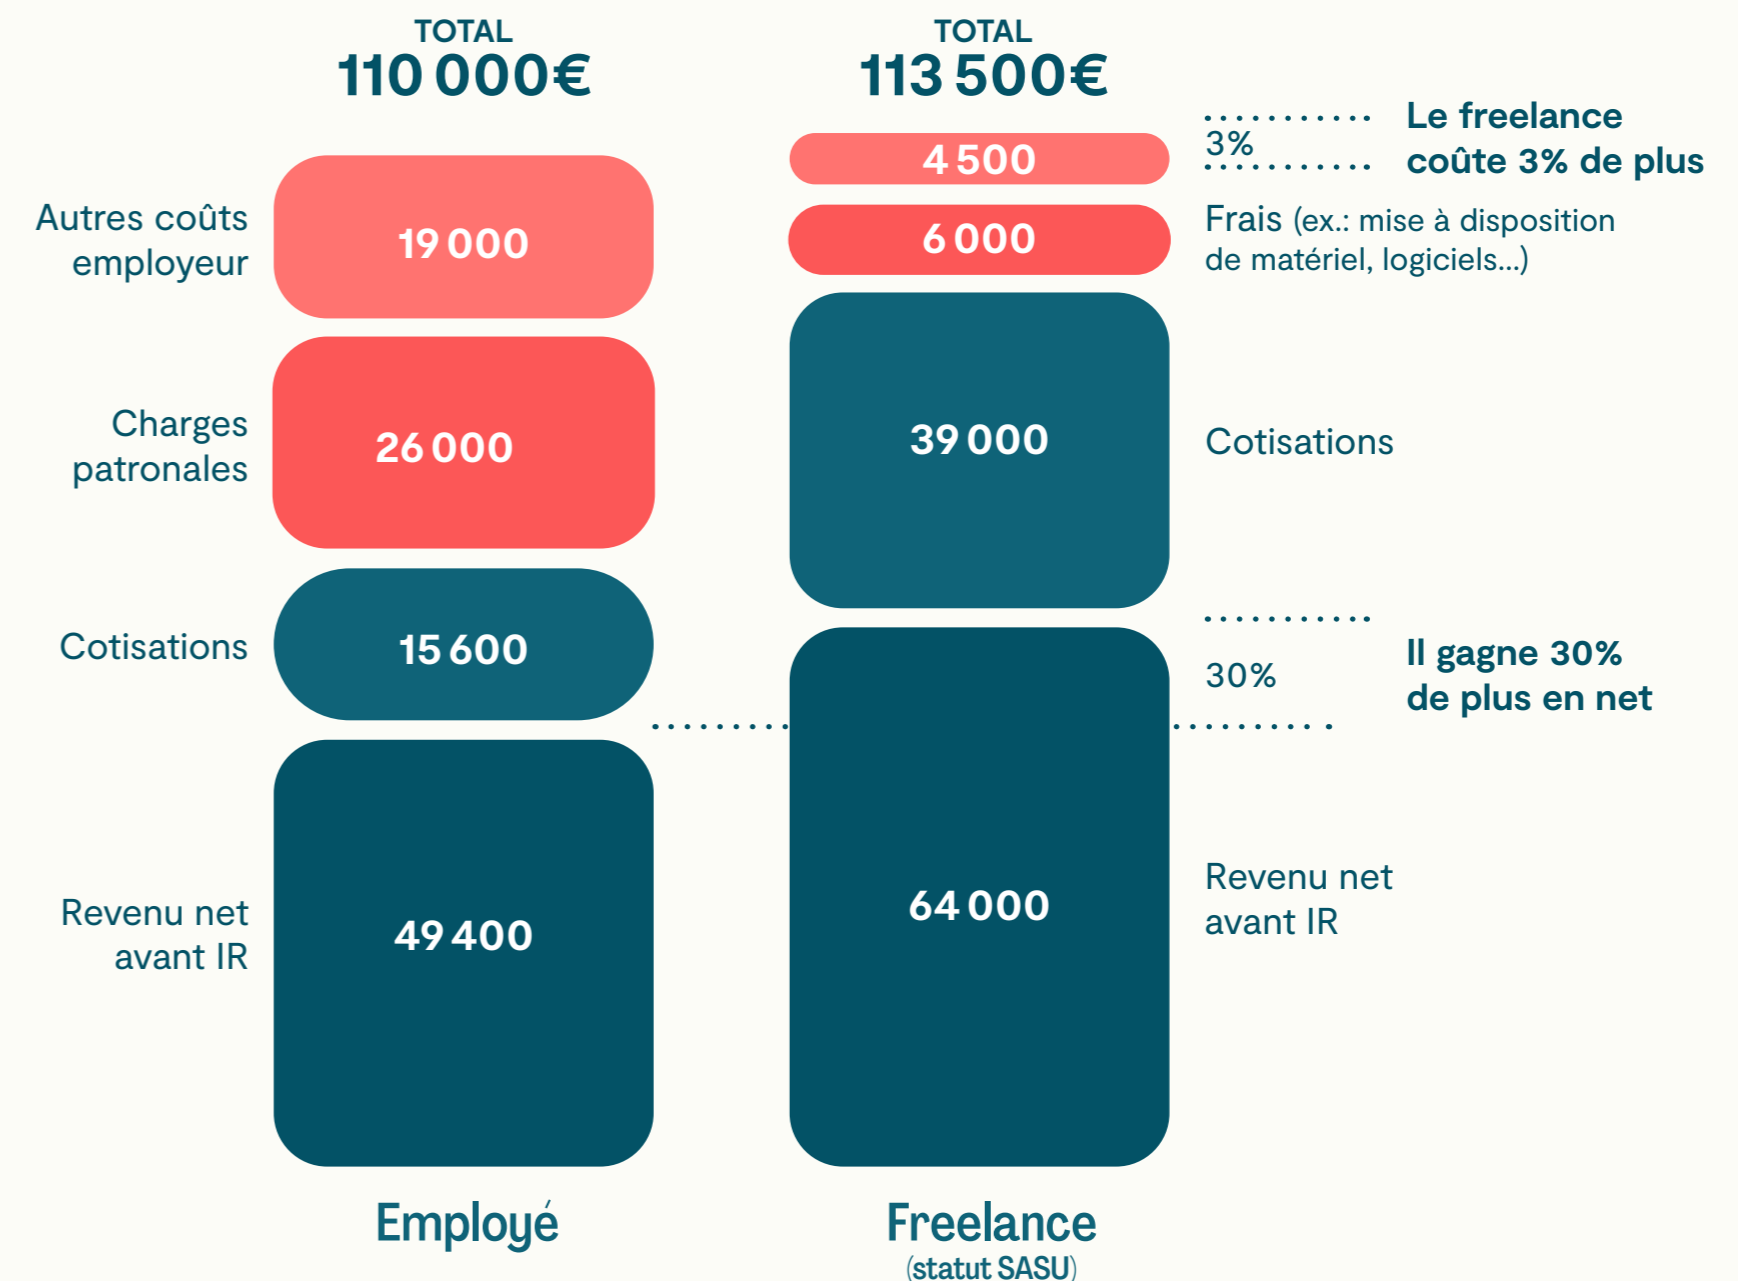 TOTAL
110 000€
Autres coûts
employeur
19 000
Charges
patronales
26 000
Cotisations
15 600
Revenu net
avant IR
49 400
Employé
TOTAL
113 500€
4 500
3%
Le freelance
coûte 3% de plus
6 000
Frais (ex.: mise à disposition
de matériel, logiciels...)
39 000
Cotisations
30%
Il gagne 30%
de plus en net
64 000
Revenu net
avant IR
Freelance
(statut SASU)